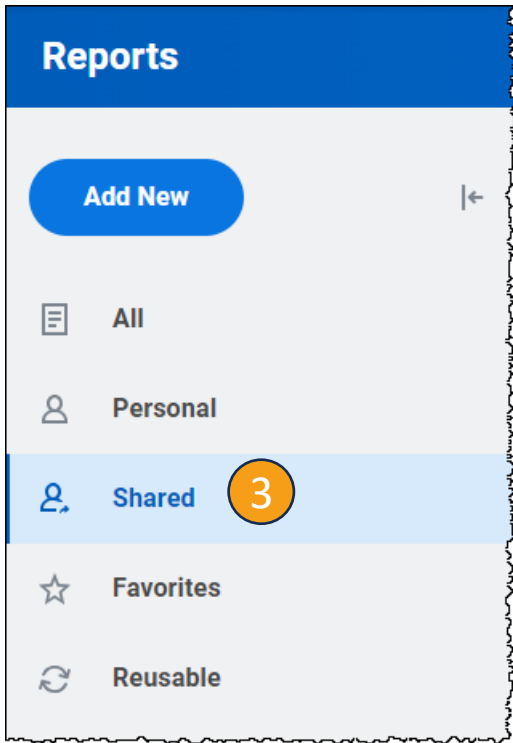 Reports
Add New
All
Personal
Shared 3
Favorites
Reusable